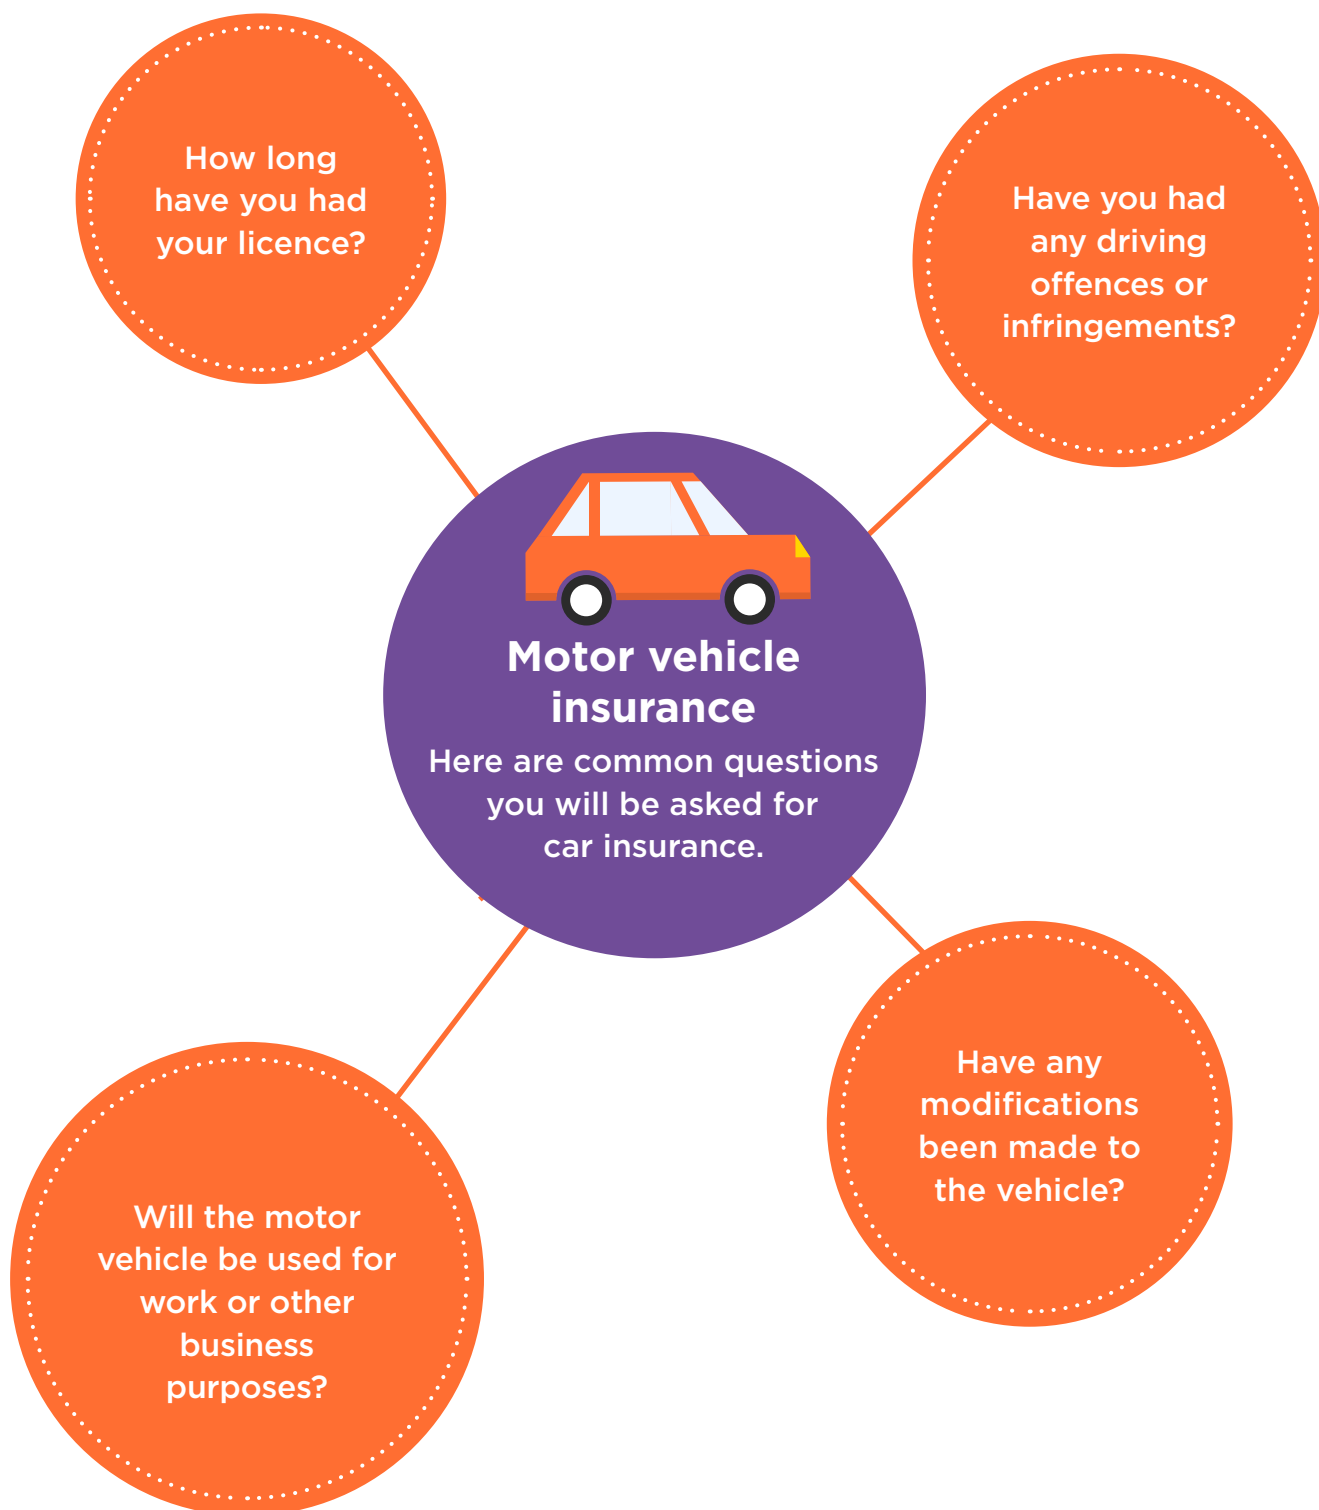 How long
have you had
your licence?
Have you had
any driving
offences or
infringements?
Motor vehicle
insurance
Here are common questions
you will be asked for
car insurance.
Have any
modifications
been made to
the vehicle?
Will the motor
vehicle be used for
work or other
business
purposes?